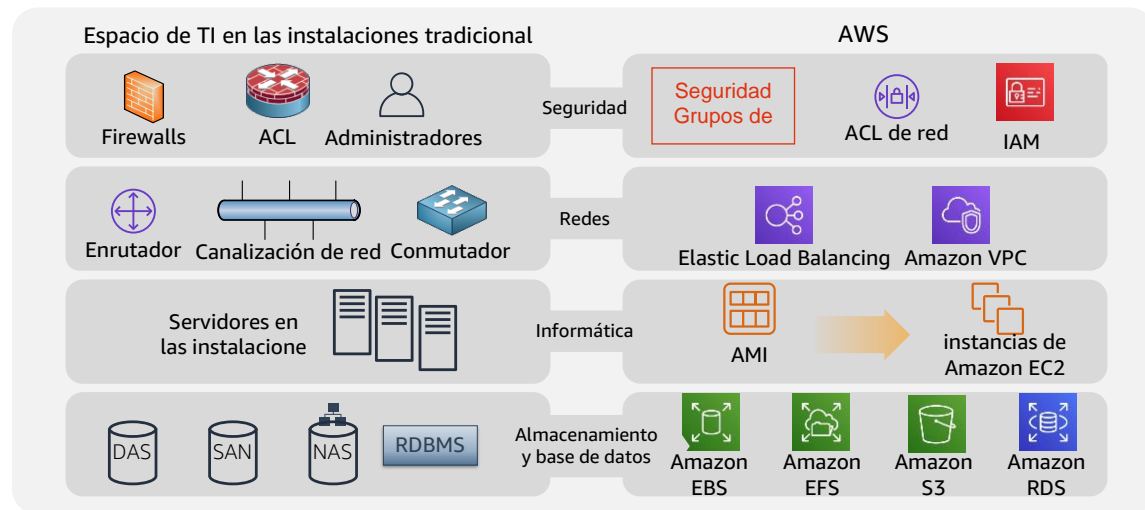 Espacio de TI en las instalaciones tradicional
AWS
Firewalls
ACL
Administradores
Seguridad
Seguridad
Grupos de
ACL de red
IAM
Enrutador
Canalización de red
Conmutador
Redes
Elastic Load Balancing
Amazon VPC
Servidores en
las instalacione
Informática
AMI
instancias de
Amazon EC2
DAS
SAN
NAS
RDBMS
Almacenamiento
y base de datos
Amazon
EBS
Amazon
EFS
Amazon
S3
Amazon
RDS